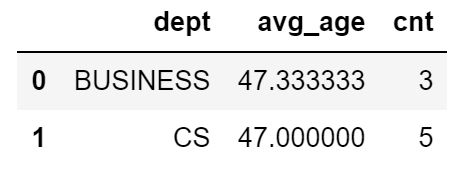 dept avg_age cnt
0 BUSINESS 47.333333 3
1 CS 47.000000 5